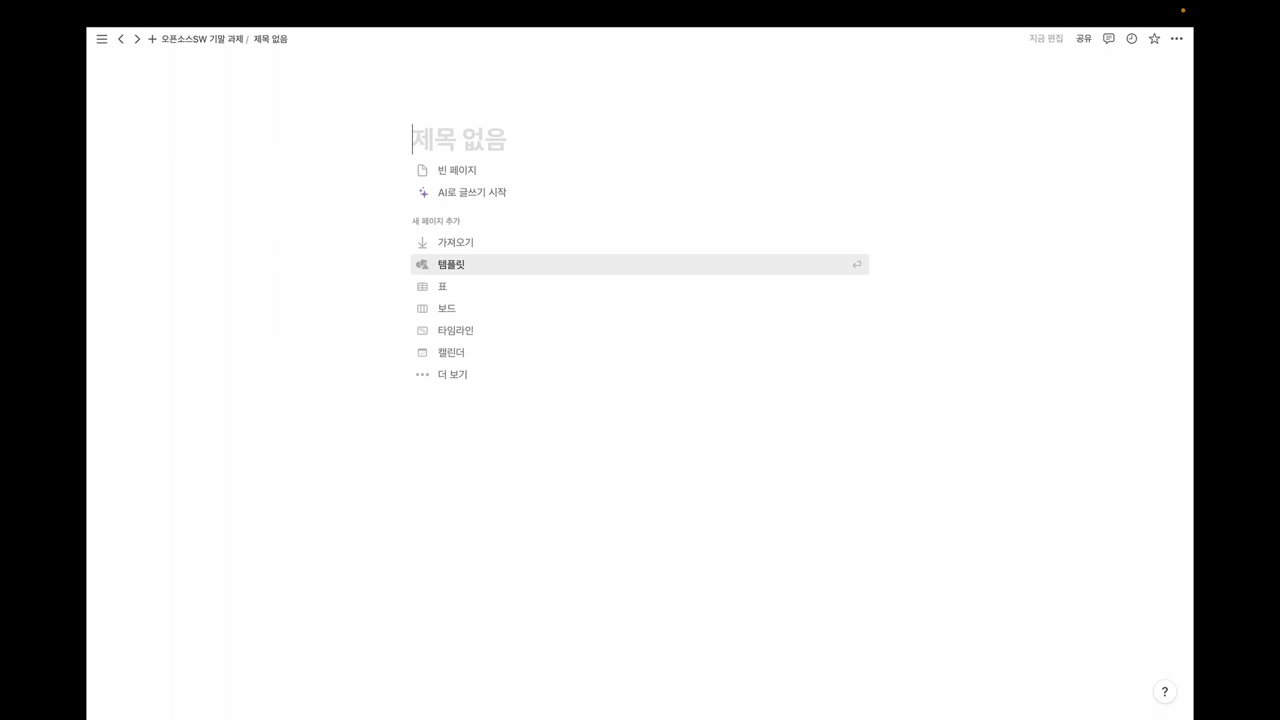 오픈소스SW 기말 과제 / 제목 없음
지금 편집 공유
제목 없음
빈 페이지
AI로 글쓰기 시작
새 페이지 추가
가져오기
템플릿
표
보드
타임라인
캘린더
더 보기
?